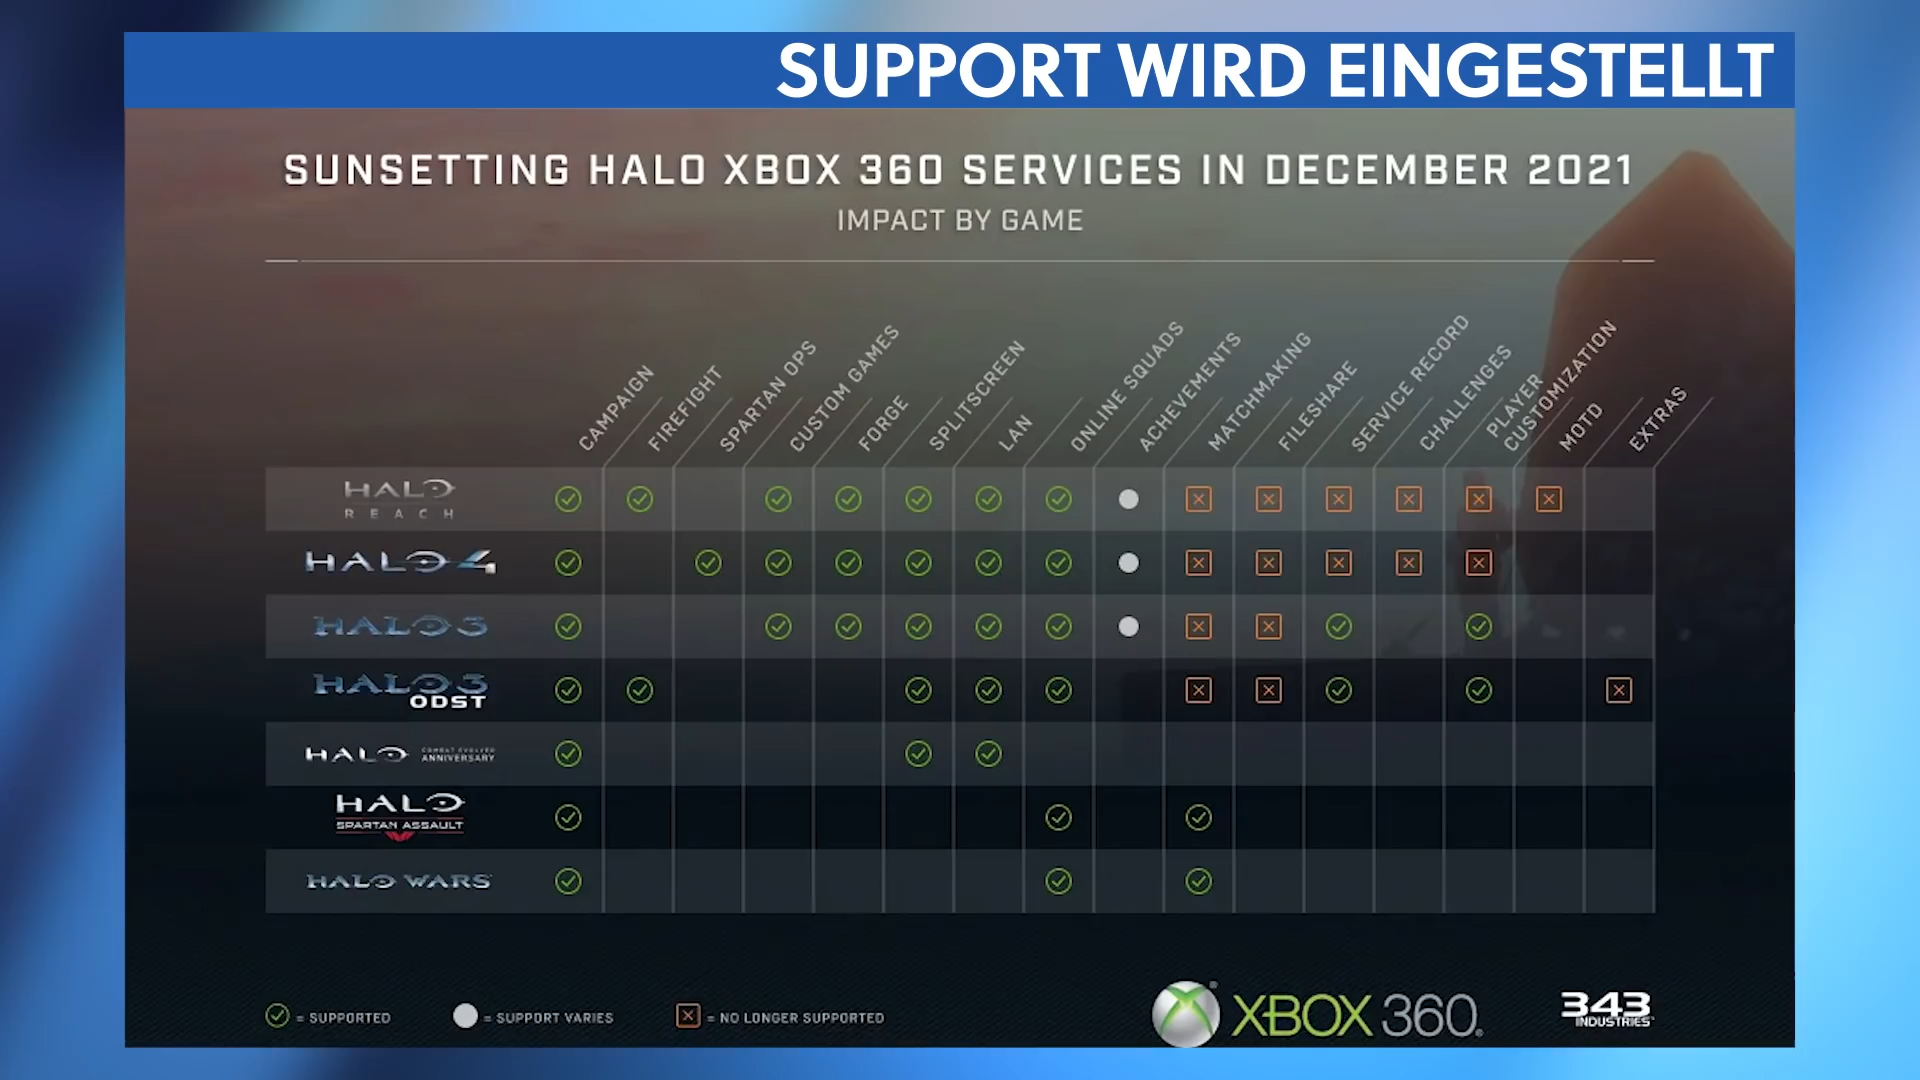 SUPPORT WIRD EINGESTELLT
SUNSETTING HALO XBOX 360 SERVICES IN DECEMBER 2021
IMPACT BY GAME
CAMPAIGN
FIREFIGHT
SPARTAN OPS
CUSTOM GAMES
FORGE
SPLITSCREEN
LAN
ONLINE SQUADS
ACHIEVEMENTS
MATCHMAKING
FILESHARE
SERVICE RECORD
CHALLENGES
PLAYER
CUSTOMIZATION
MOTD
EXTRAS
HALO
REACH
HALO 4
HALO 3
HALO 3
ODST
HALO COMBAT EVOLVED
ANNIVERSARY
HALO
SPARTAN ASSAULT
HALO WARS
= SUPPORTED
= SUPPORT VARIES
= NO LONGER SUPPORTED
XBOX 360
343
INDUSTRIES